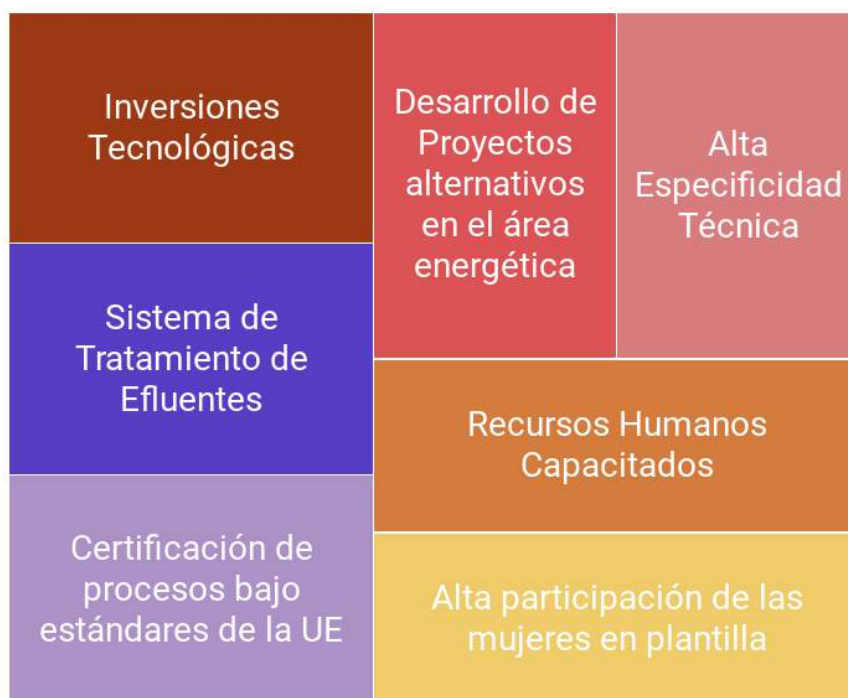 Inversiones
Tecnológicas
Desarrollo de
Proyectos
alternativos
en el área
energética
Alta
Especificidad
Técnica
Sistema de
Tratamiento de
Efluentes
Recursos Humanos
Capacitados
Certificación de
procesos bajo
estándares de la UE
Alta participación de las
mujeres en plantilla